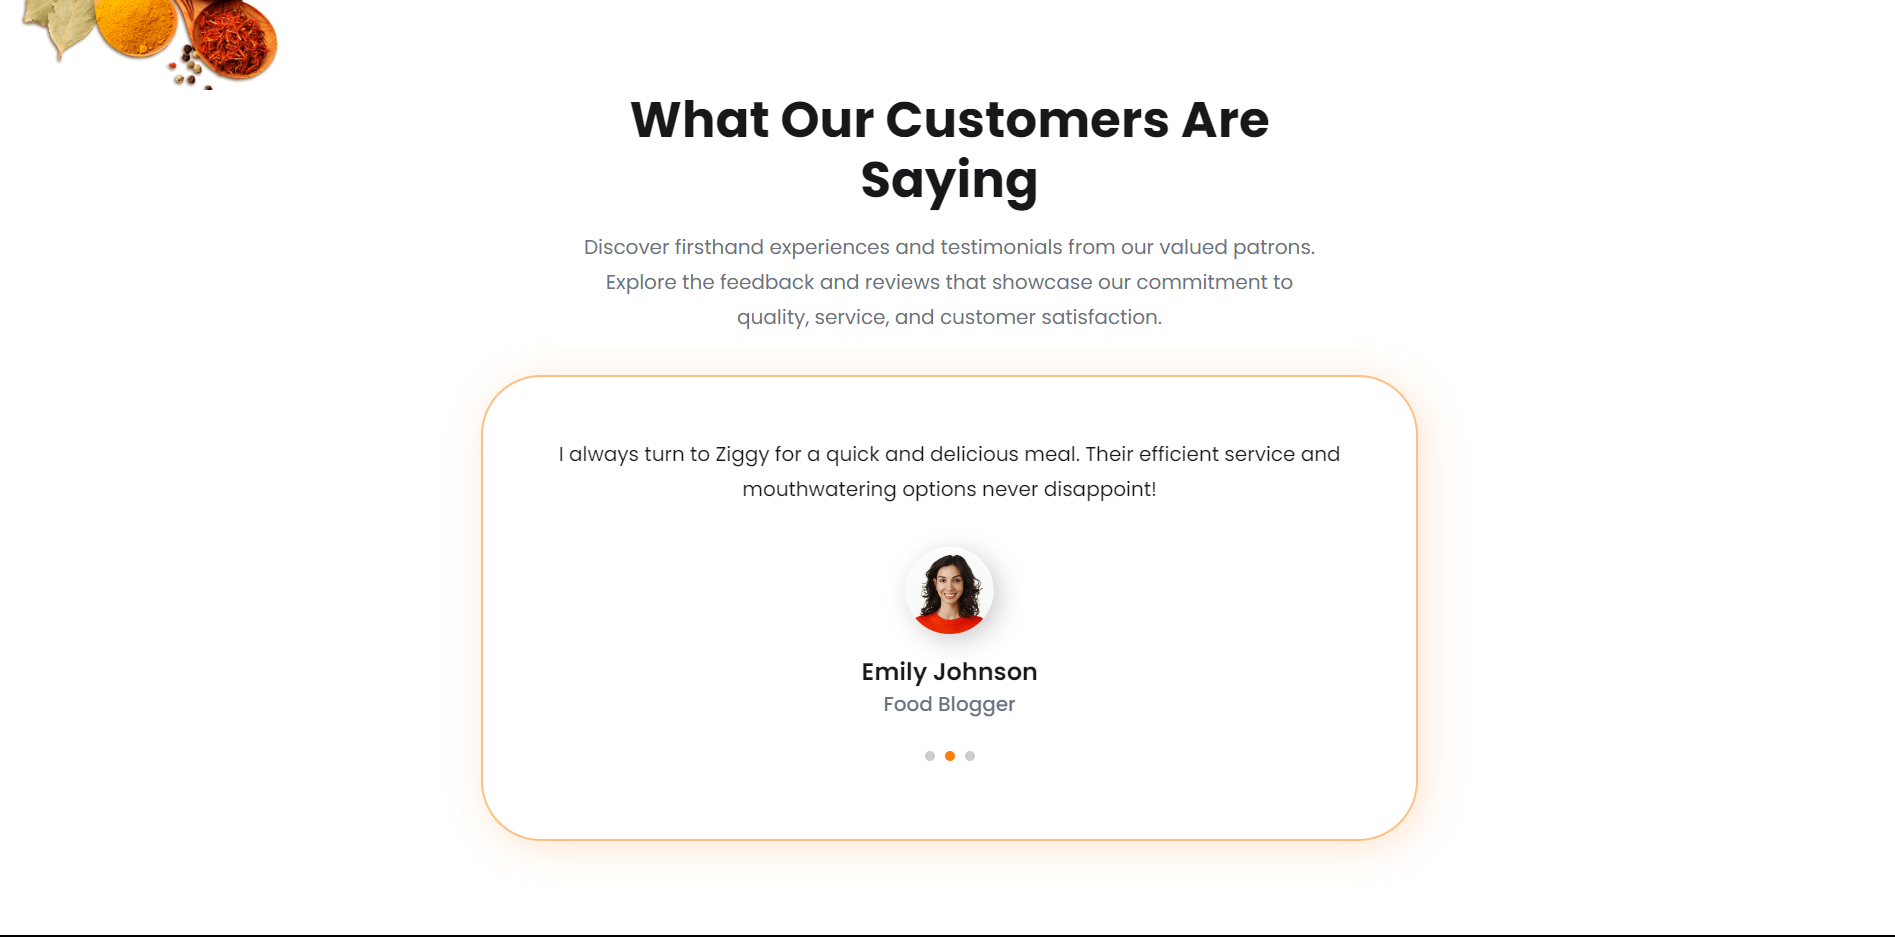 What Our Customers Are
Saying
Discover firsthand experiences and testimonials from our valued patrons.
Explore the feedback and reviews that showcase our commitment to
quality, service, and customer satisfaction.
I always turn to Ziggy for a quick and delicious meal. Their efficient service and
mouthwatering options never disappoint!
Emily Johnson
Food Blogger